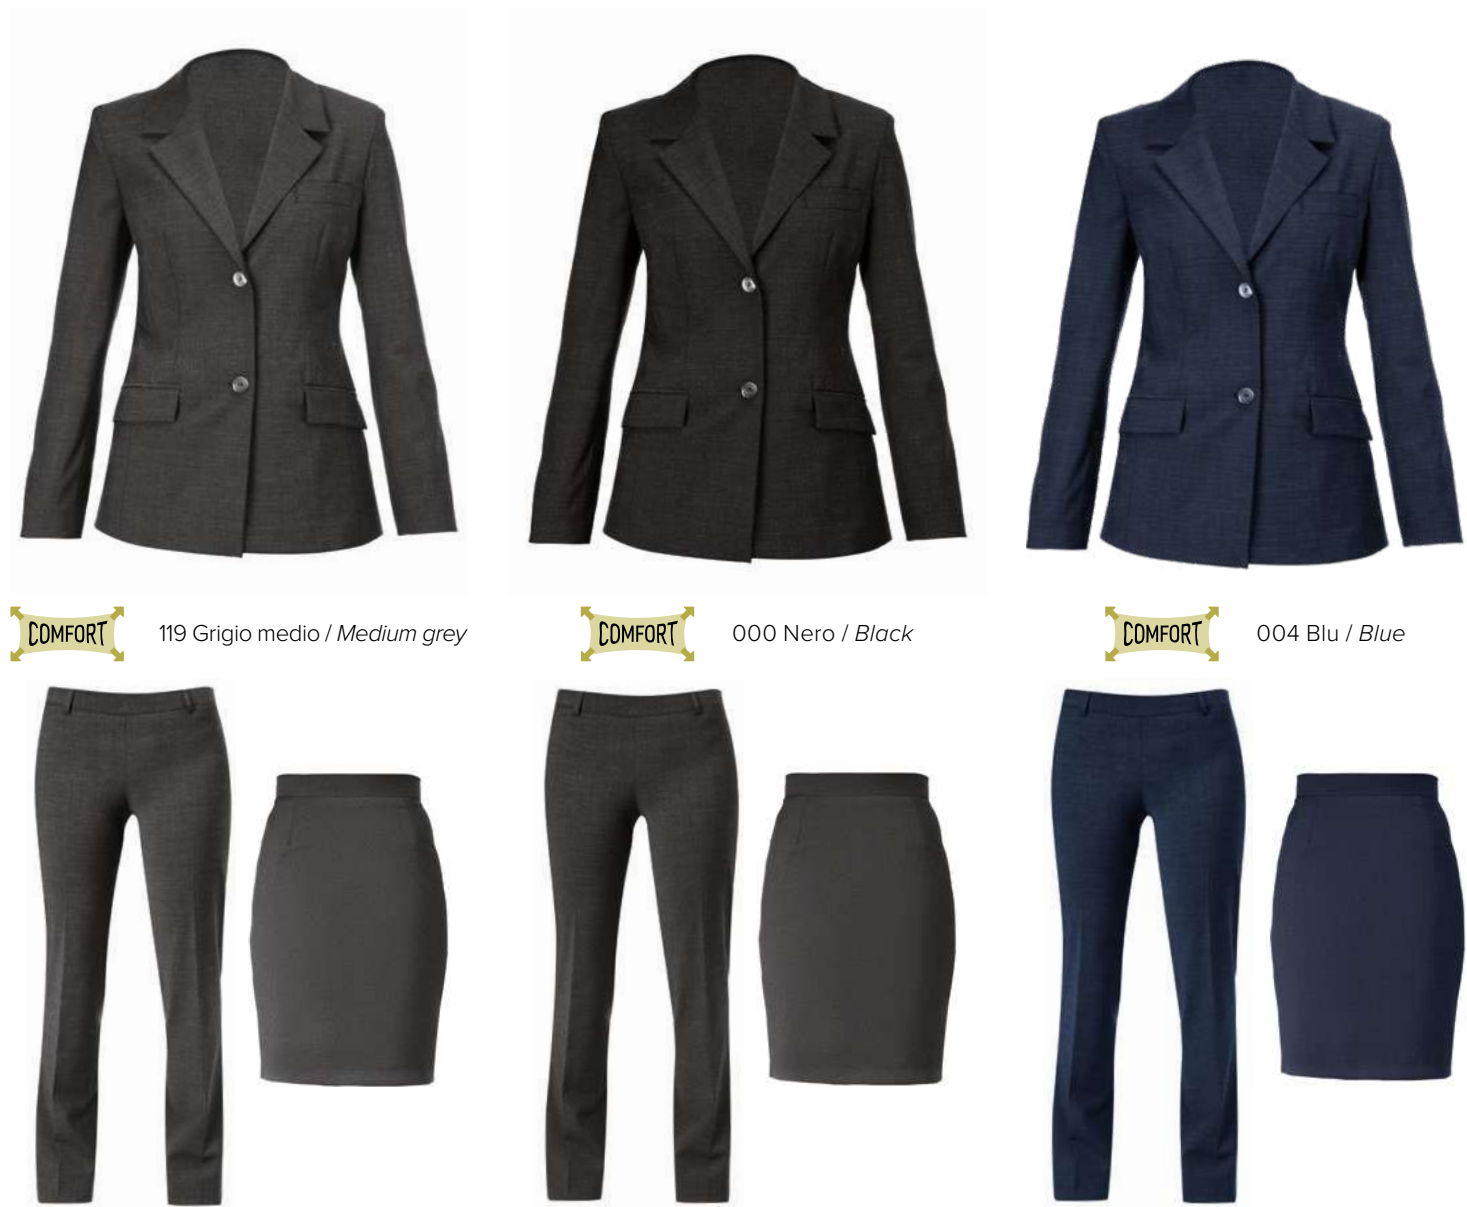 COMFORT 119 Grigio medio / Medium grey
COMFORT 000 Nero / Black
COMFORT 004 Blu / Blue